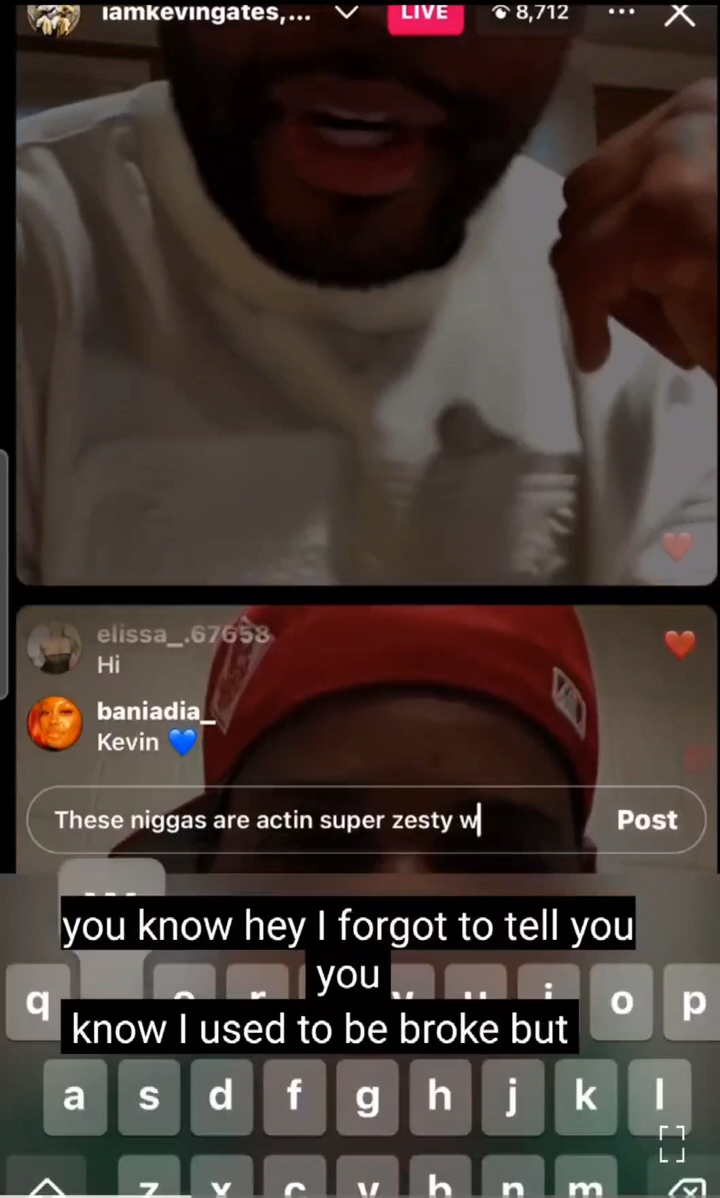 iamkevingates,...
LIVE
8,712
elissa_.67658
Hi
baniadia_
Kevin 💙
These niggas are actin super zesty w
Post
you know hey I forgot to tell you
you
know I used to be broke but
q o p
a s d f g h j k l
z x c v b n m